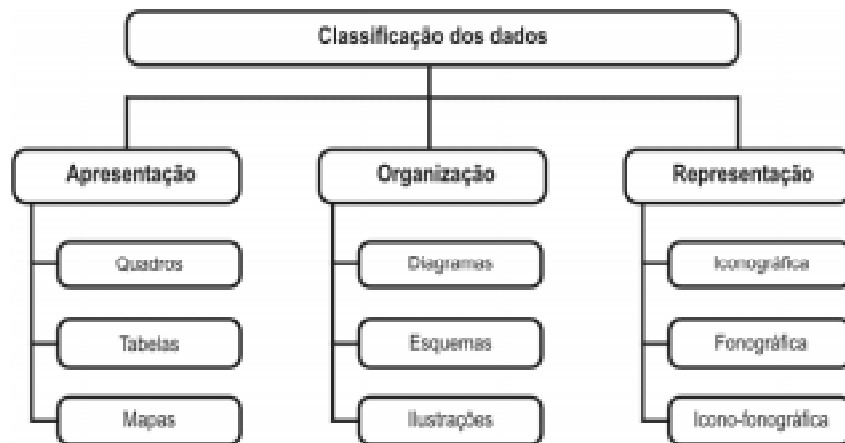 Classificação dos dados
Apresentação
Quadros
Tabelas
Mapas
Organização
Diagramas
Esquemas
Ilustrações
Representação
Iconográfica
Fonográfica
Icono-fonográfica